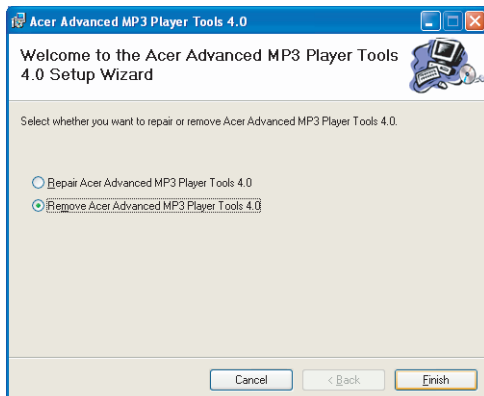 Acer Advanced MP3 Player Tools 4.0
Welcome to the Acer Advanced MP3 Player Tools
4.0 Setup Wizard
Select whether you want to repair or remove Acer Advanced MP3 Player Tools 4.0.
Repair Acer Advanced MP3 Player Tools 4.0
Remove Acer Advanced MP3 Player Tools 4.0
Cancel
< Back
Finish